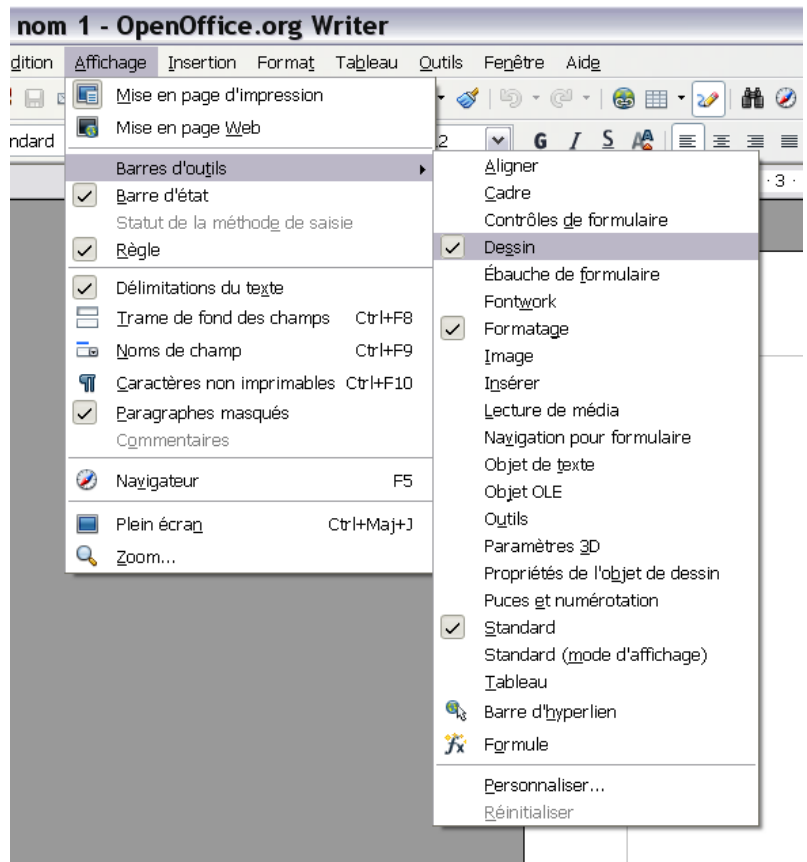 nom 1 - OpenOffice.org Writer
dition Affichage Insertion Format Tableau Outils Fenêtre Aide
ndard
.2
G I S
Mise en page d'impression
Mise en page Web
Barres d'outils
Barre d'état
Statut de la méthode de saisie
Règle
Délimitations du texte
Trame de fond des champs Ctrl+F8
Noms de champ Ctrl+F9
Caractères non imprimables Ctrl+F10
Paragraphes masqués
Commentaires
Navigateur F5
Plein écran Ctrl+Maj+J
Zoom...
Aligner
Cadre
Contrôles de formulaire
Dessin
Ébauche de formulaire
Fontwork
Formatage
Image
Insérer
Lecture de média
Navigation pour formulaire
Objet de texte
Objet OLE
Outils
Paramètres 3D
Propriétés de l'objet de dessin
Puces et numérotation
Standard
Standard (mode d'affichage)
Tableau
Barre d'hyperlien
Formule
Personnaliser...
Réinitialiser
· 3 ·